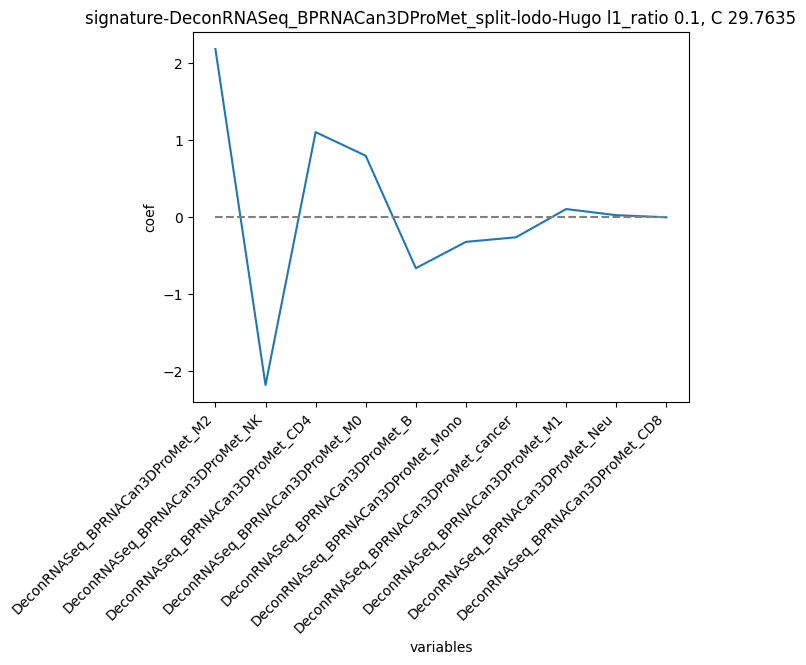 signature-DeconRNASeq_BPRNACan3DProMet_split-lodo-Hugo l1_ratio 0.1, C 29.7635
2
1
0
−1
−2
coef
DeconRNASeq_BPRNACan3DProMet_M2
DeconRNASeq_BPRNACan3DProMet_NK
DeconRNASeq_BPRNACan3DProMet_CD4
DeconRNASeq_BPRNACan3DProMet_M0
DeconRNASeq_BPRNACan3DProMet_B
DeconRNASeq_BPRNACan3DProMet_Mono
DeconRNASeq_BPRNACan3DProMet_cancer
DeconRNASeq_BPRNACan3DProMet_M1
DeconRNASeq_BPRNACan3DProMet_Neu
DeconRNASeq_BPRNACan3DProMet_CD8
variables